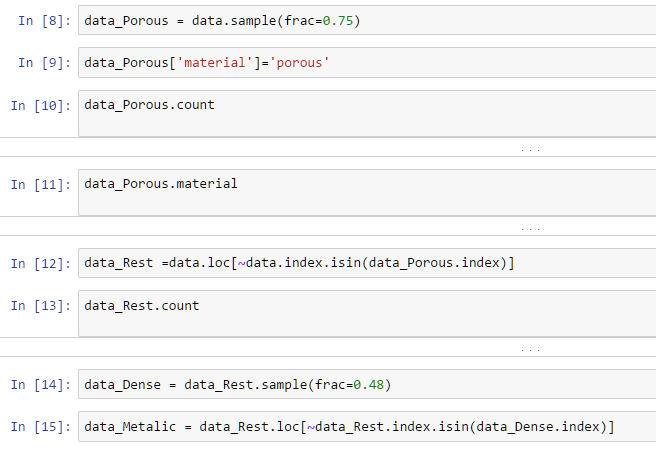 In [8]: data_Porous = data.sample(frac=0.75)
In [9]: data_Porous['material']='porous'
In [10]: data_Porous.count
...
In [11]: data_Porous.material
...
In [12]: data_Rest =data.loc[~data.index.isin(data_Porous.index)]
In [13]: data_Rest.count
...
In [14]: data_Dense = data_Rest.sample(frac=0.48)
In [15]: data_Metalic = data_Rest.loc[~data_Rest.index.isin(data_Dense.index)]